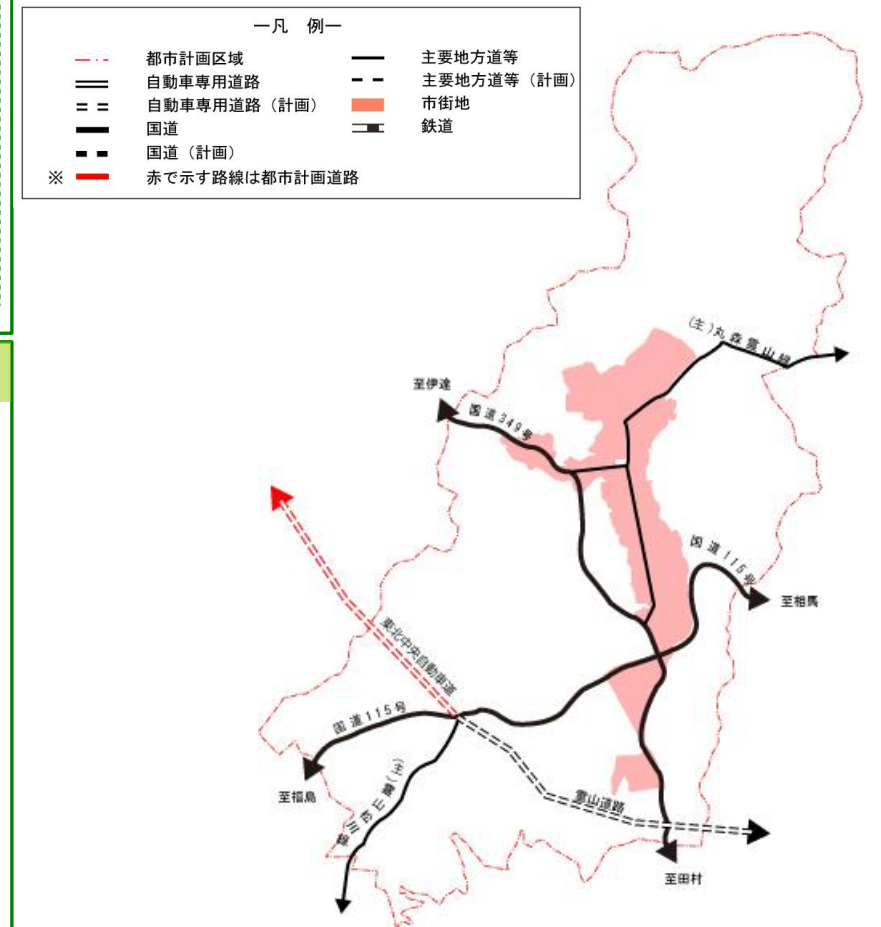 ―凡 例―
都市計画区域
自動車専用道路
自動車専用道路（計画）
国道
国道（計画）
※ 赤で示す路線は都市計画道路
主要地方道等
主要地方道等（計画）
市街地
鉄道
(主)丸森霊山線
至伊達
国道349号
国道115号
至相馬
東北中央自動車道
国道115号
至福島
(主)霊山松川線
霊山道路
至田村